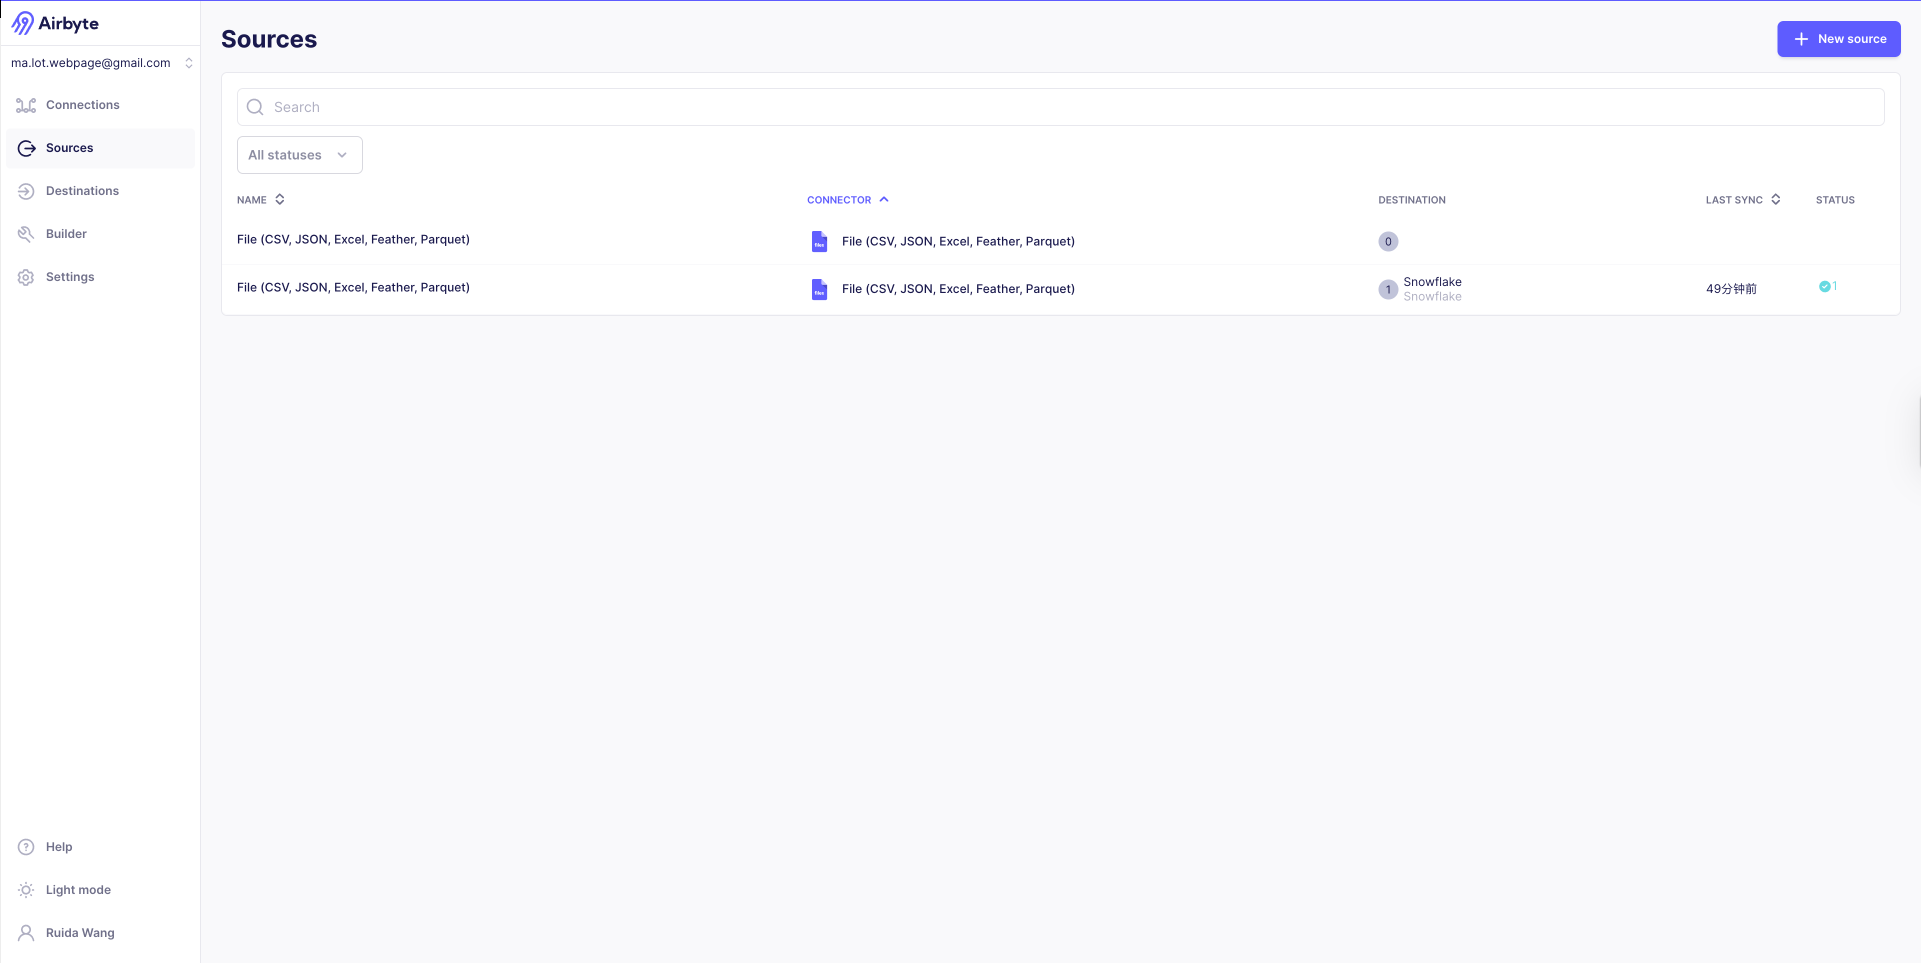 Airbyte
ma.lot.webpage@gmail.com
Connections
Sources
Destinations
Builder
Settings
Help
Light mode
Ruida Wang
Sources
New source
Search
All statuses
NAME CONNECTOR DESTINATION LAST SYNC STATUS
File (CSV, JSON, Excel, Feather, Parquet) files File (CSV, JSON, Excel, Feather, Parquet) 0
File (CSV, JSON, Excel, Feather, Parquet) files File (CSV, JSON, Excel, Feather, Parquet) 1 Snowflake 49分钟前 1
Snowflake